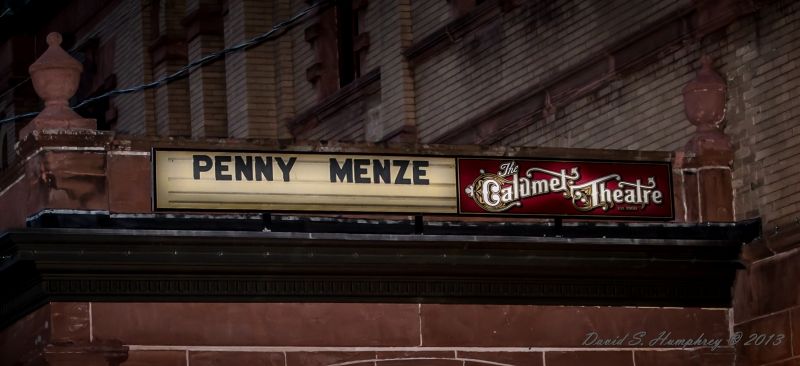 PENNY MENZE
The
Calumet Theatre
David S. Humphrey © 2013